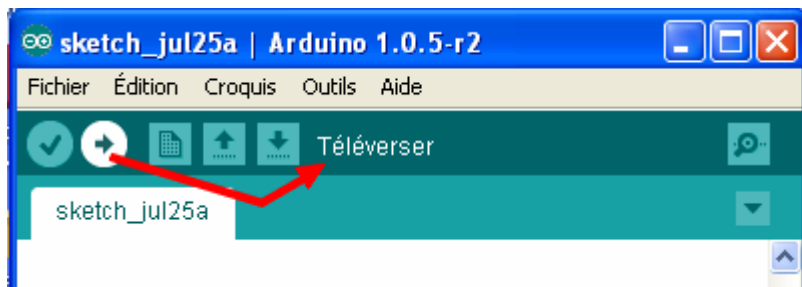 sketch_jul25a | Arduino 1.0.5-r2
Fichier Édition Croquis Outils Aide
Téléverser
sketch_jul25a